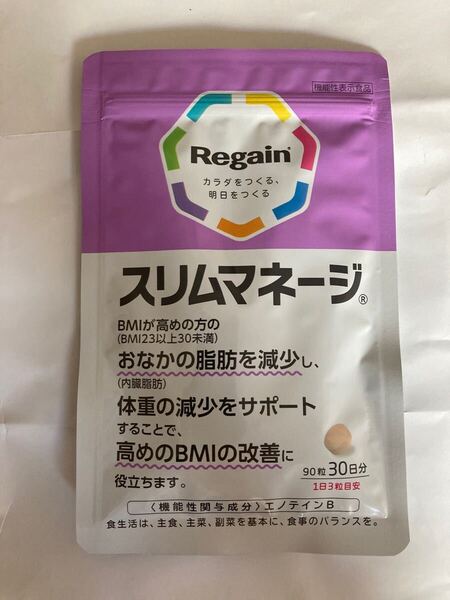 機能性表示食品
Regain®
カラダをつくる、
明日をつくる
スリムマネージ®
BMIが高めの方の
(BMI23以上30未満)
おなかの脂肪を減少し、
(内臓脂肪)
体重の減少をサポート
することで、
高めのBMIの改善に
役立ちます。
90粒30日分
1日3粒目安
〈機能性関与成分〉エノテインB
食生活は、主食、主菜、副菜を基本に、食事のバランスを。